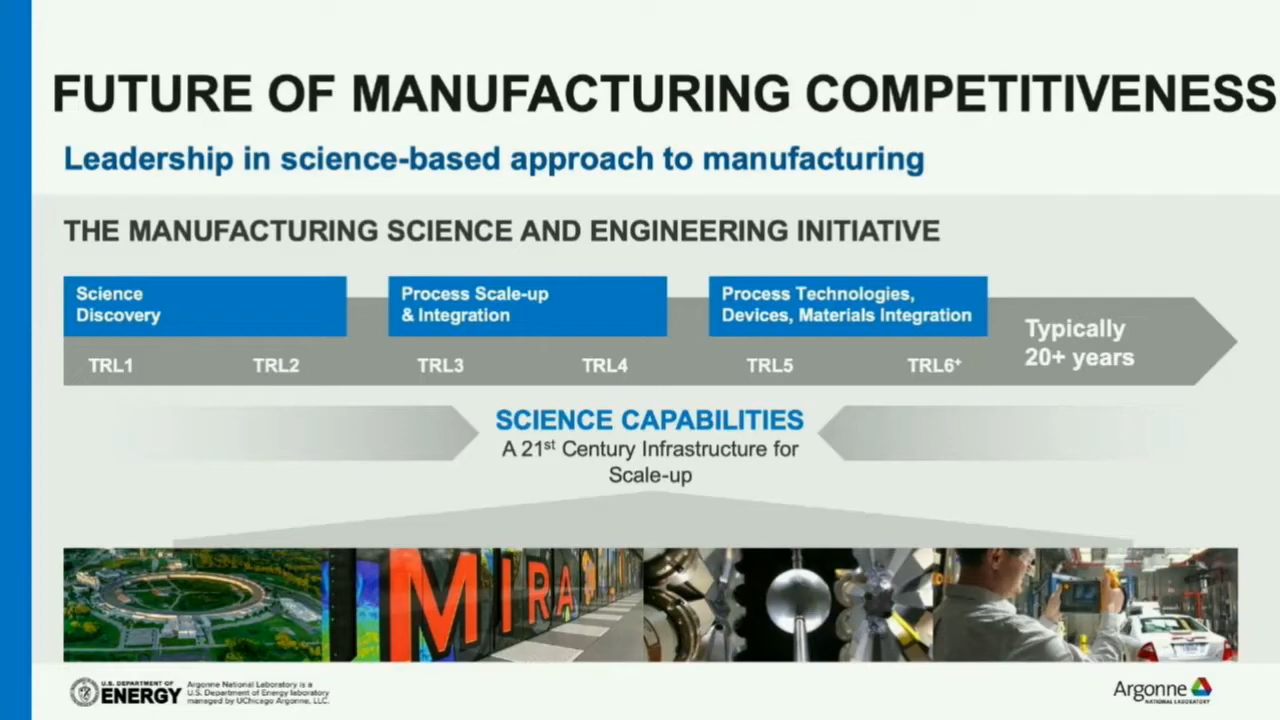 FUTURE OF MANUFACTURING COMPETITIVENESS
Leadership in science-based approach to manufacturing
THE MANUFACTURING SCIENCE AND ENGINEERING INITIATIVE
Science
Discovery
Process Scale-up
& Integration
Process Technologies,
Devices, Materials Integration
Typically
20+ years
TRL1 TRL2 TRL3 TRL4 TRL5 TRL6⁺
SCIENCE CAPABILITIES
A 21ˢᵗ Century Infrastructure for
Scale-up
MIRA
U.S. DEPARTMENT OF
ENERGY
Argonne National Laboratory is a
U.S. Department of Energy laboratory
managed by UChicago Argonne, LLC.
Argonne
NATIONAL LABORATORY